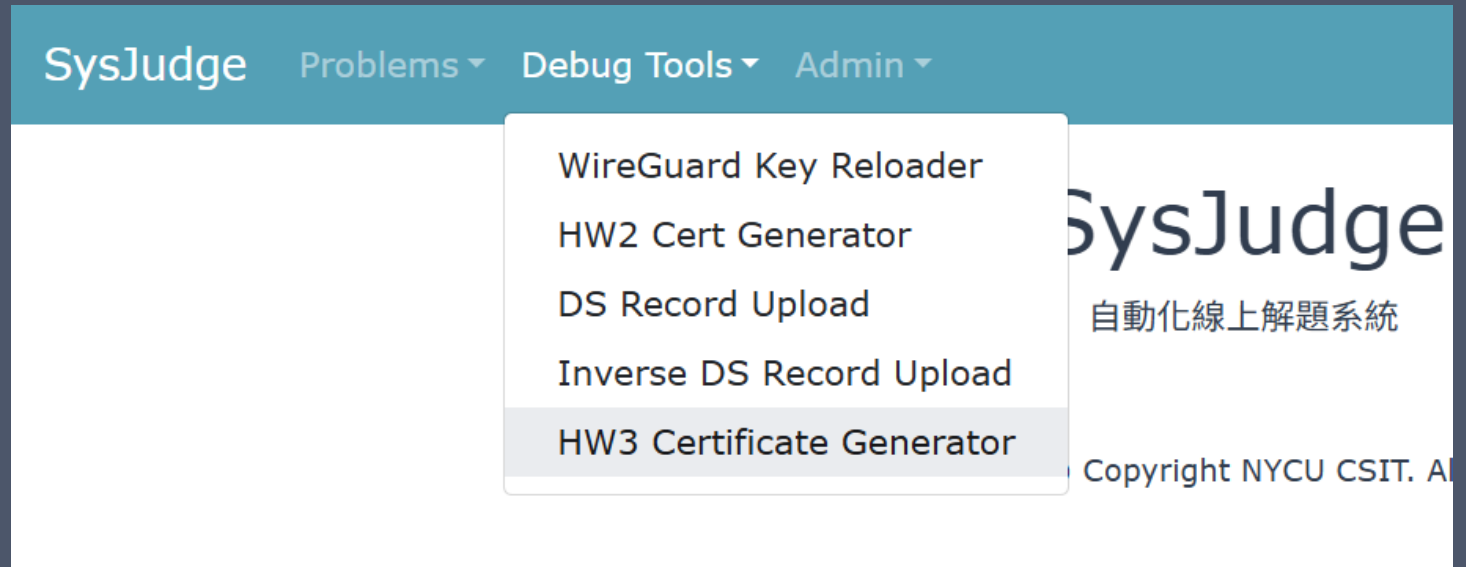 SysJudge Problems Debug Tools Admin
WireGuard Key Reloader
HW2 Cert Generator
DS Record Upload
Inverse DS Record Upload
HW3 Certificate Generator
SysJudge
自動化線上解題系統
Copyright NYCU CSIT.